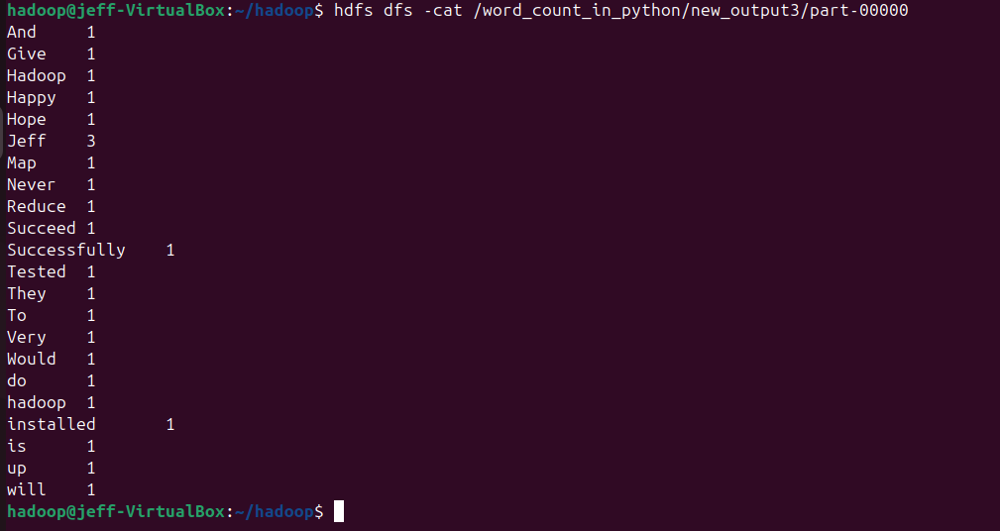 hadoop@jeff-VirtualBox:~/hadoop$ hdfs dfs -cat /word_count_in_python/new_output3/part-00000
And	1
Give	1
Hadoop	1
Happy	1
Hope	1
Jeff	3
Map	1
Never	1
Reduce	1
Succeed	1
Successfully	1
Tested	1
They	1
To	1
Very	1
Would	1
do	1
hadoop	1
installed	1
is	1
up	1
will	1
hadoop@jeff-VirtualBox:~/hadoop$